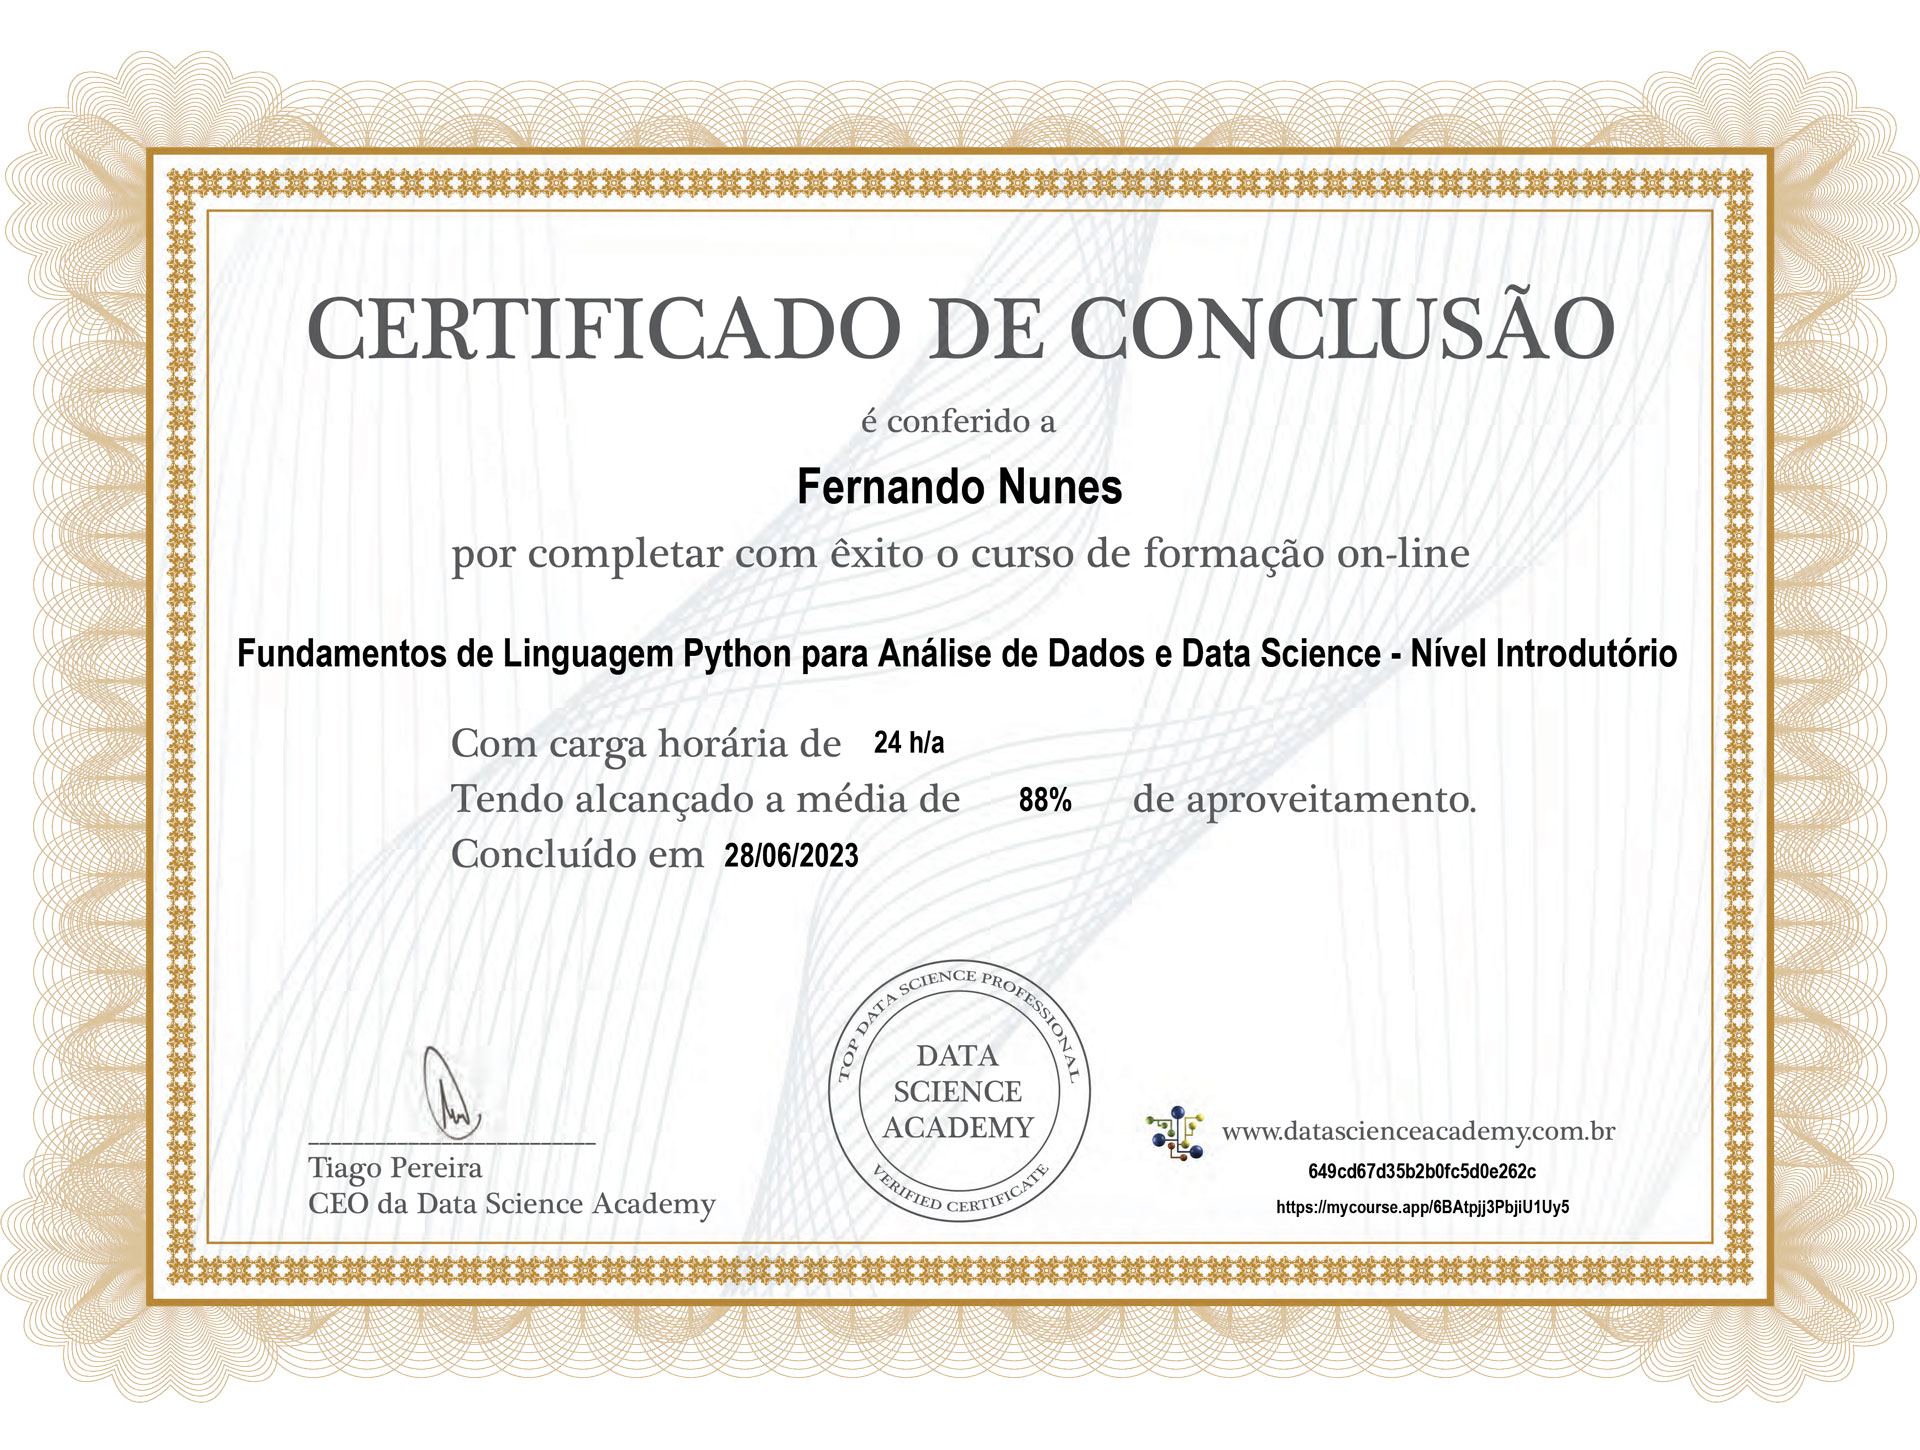 CERTIFICADO DE CONCLUSÃO
é conferido a
Fernando Nunes
por completar com êxito o curso de formação on-line
Fundamentos de Linguagem Python para Análise de Dados e Data Science - Nível Introdutório
Com carga horária de 24 h/a
Tendo alcançado a média de 88% de aproveitamento.
Concluído em 28/06/2023
TOP DATA SCIENCE PROFESSIONAL
DATA
SCIENCE
ACADEMY
VERIFIED CERTIFICATE
Tiago Pereira
CEO da Data Science Academy
www.datascienceacademy.com.br
649cd67d35b2b0fc5d0e262c
https://mycourse.app/6BAtpjj3PbjiU1Uy5